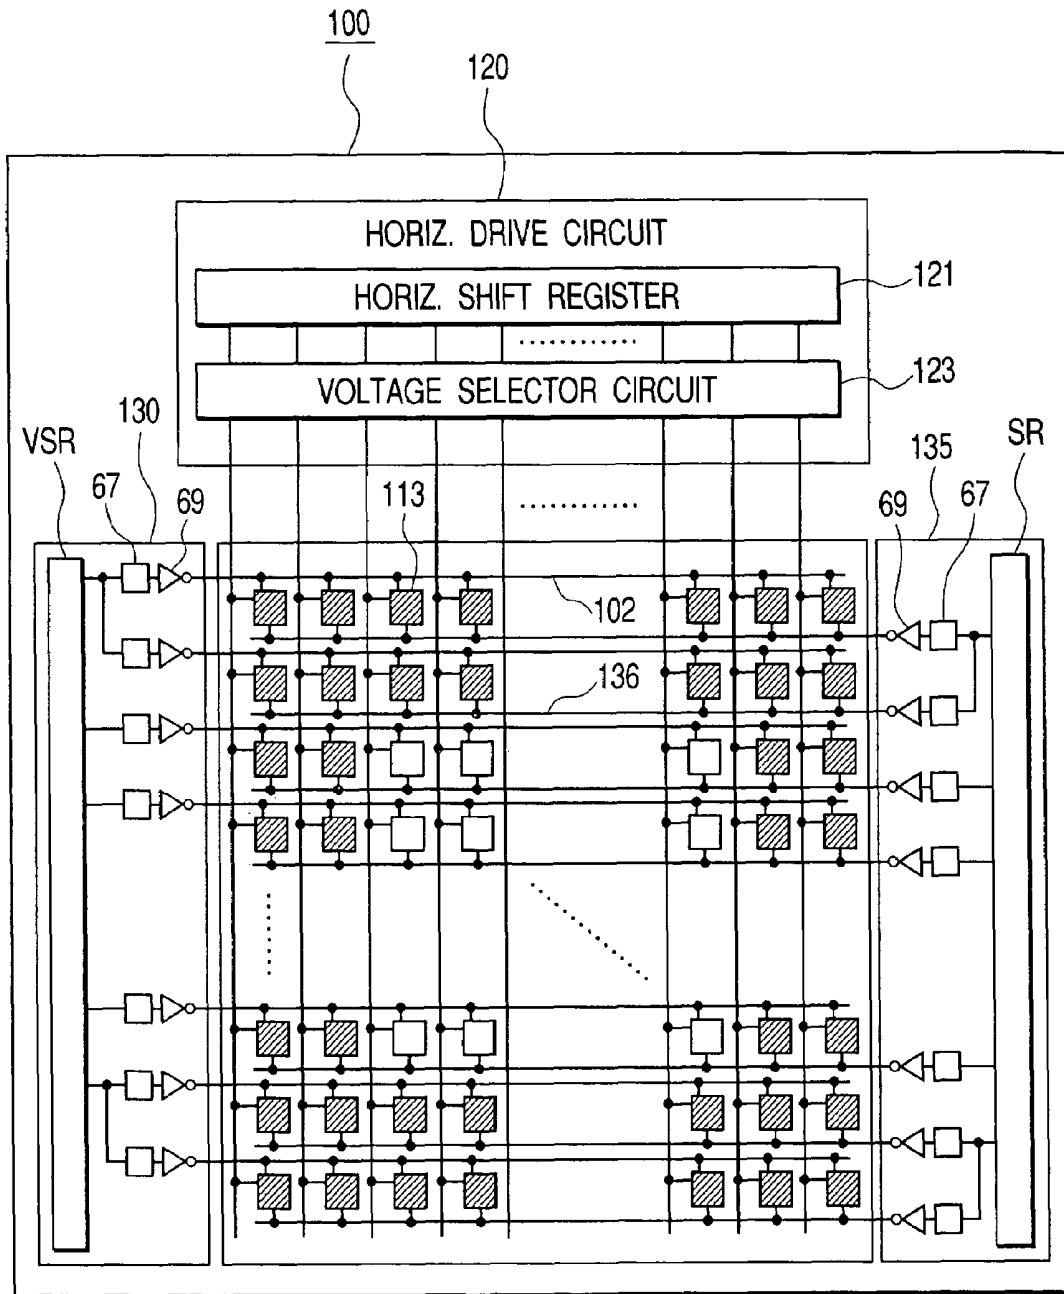 100
120
HORIZ. DRIVE CIRCUIT
HORIZ. SHIFT REGISTER
121
VOLTAGE SELECTOR CIRCUIT
123
130
VSR
67
69
113
135
SR
69
67
102
136